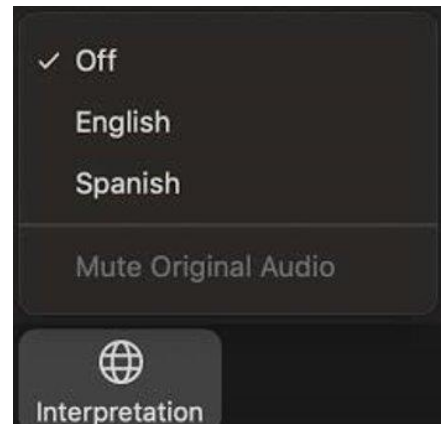 Off
English
Spanish
Mute Original Audio
Interpretation